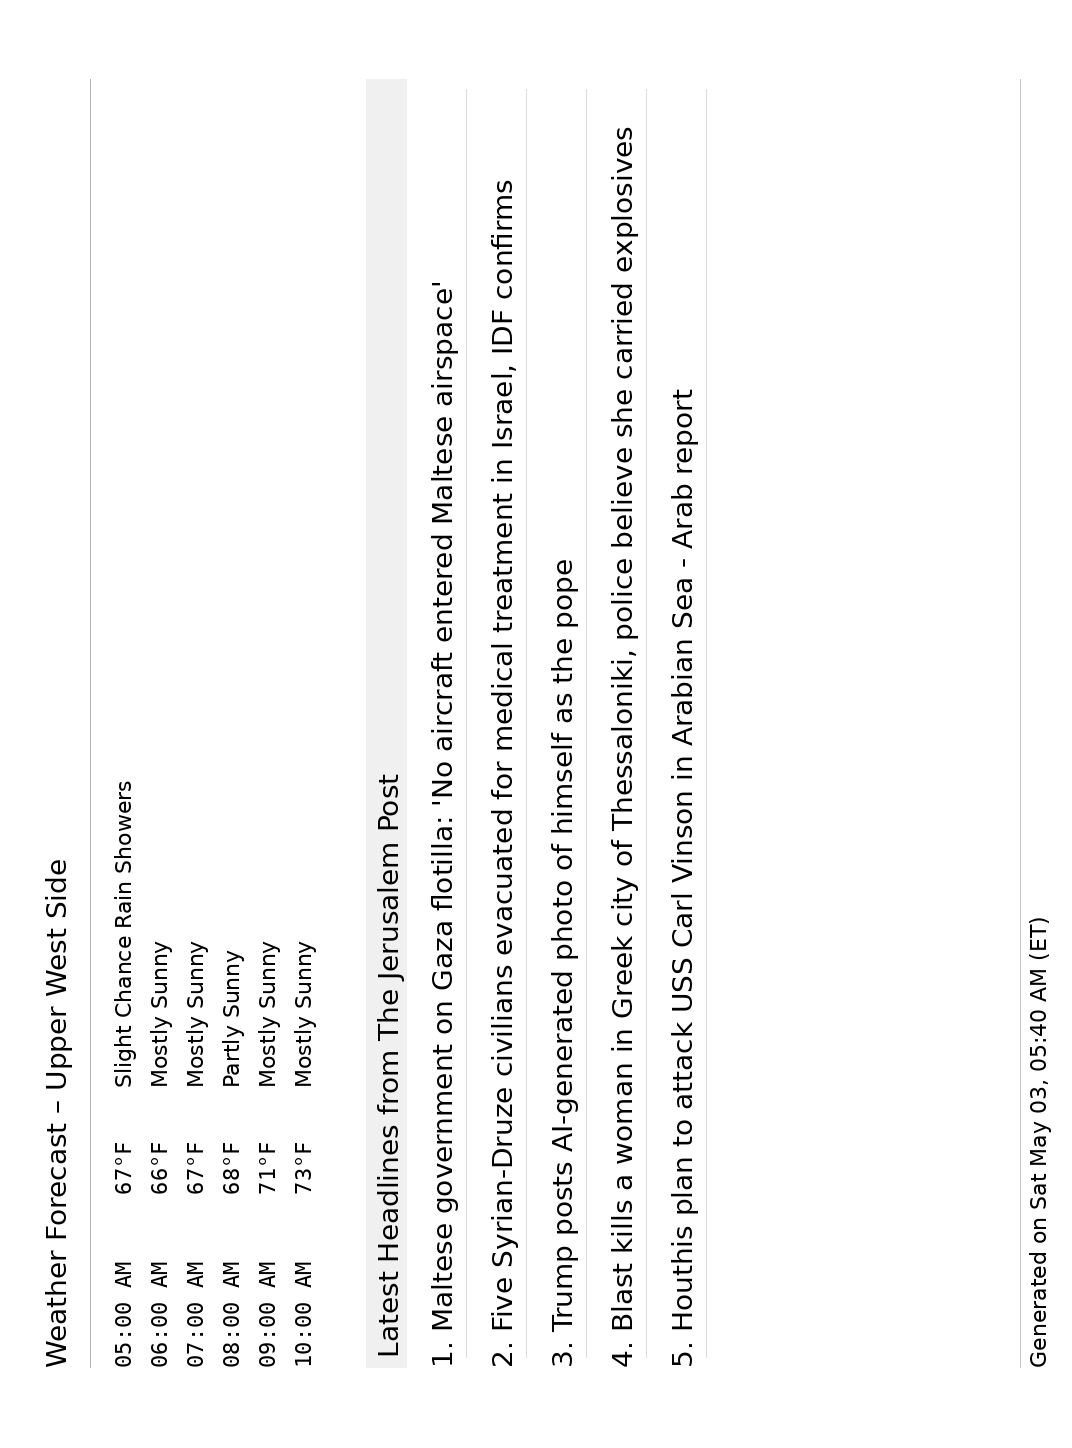 Weather Forecast – Upper West Side
05:00 AM 67°F Slight Chance Rain Showers
06:00 AM 66°F Mostly Sunny
07:00 AM 67°F Mostly Sunny
08:00 AM 68°F Partly Sunny
09:00 AM 71°F Mostly Sunny
10:00 AM 73°F Mostly Sunny
Latest Headlines from The Jerusalem Post
1. Maltese government on Gaza flotilla: 'No aircraft entered Maltese airspace'
2. Five Syrian-Druze civilians evacuated for medical treatment in Israel, IDF confirms
3. Trump posts AI-generated photo of himself as the pope
4. Blast kills a woman in Greek city of Thessaloniki, police believe she carried explosives
5. Houthis plan to attack USS Carl Vinson in Arabian Sea - Arab report
Generated on Sat May 03, 05:40 AM (ET)